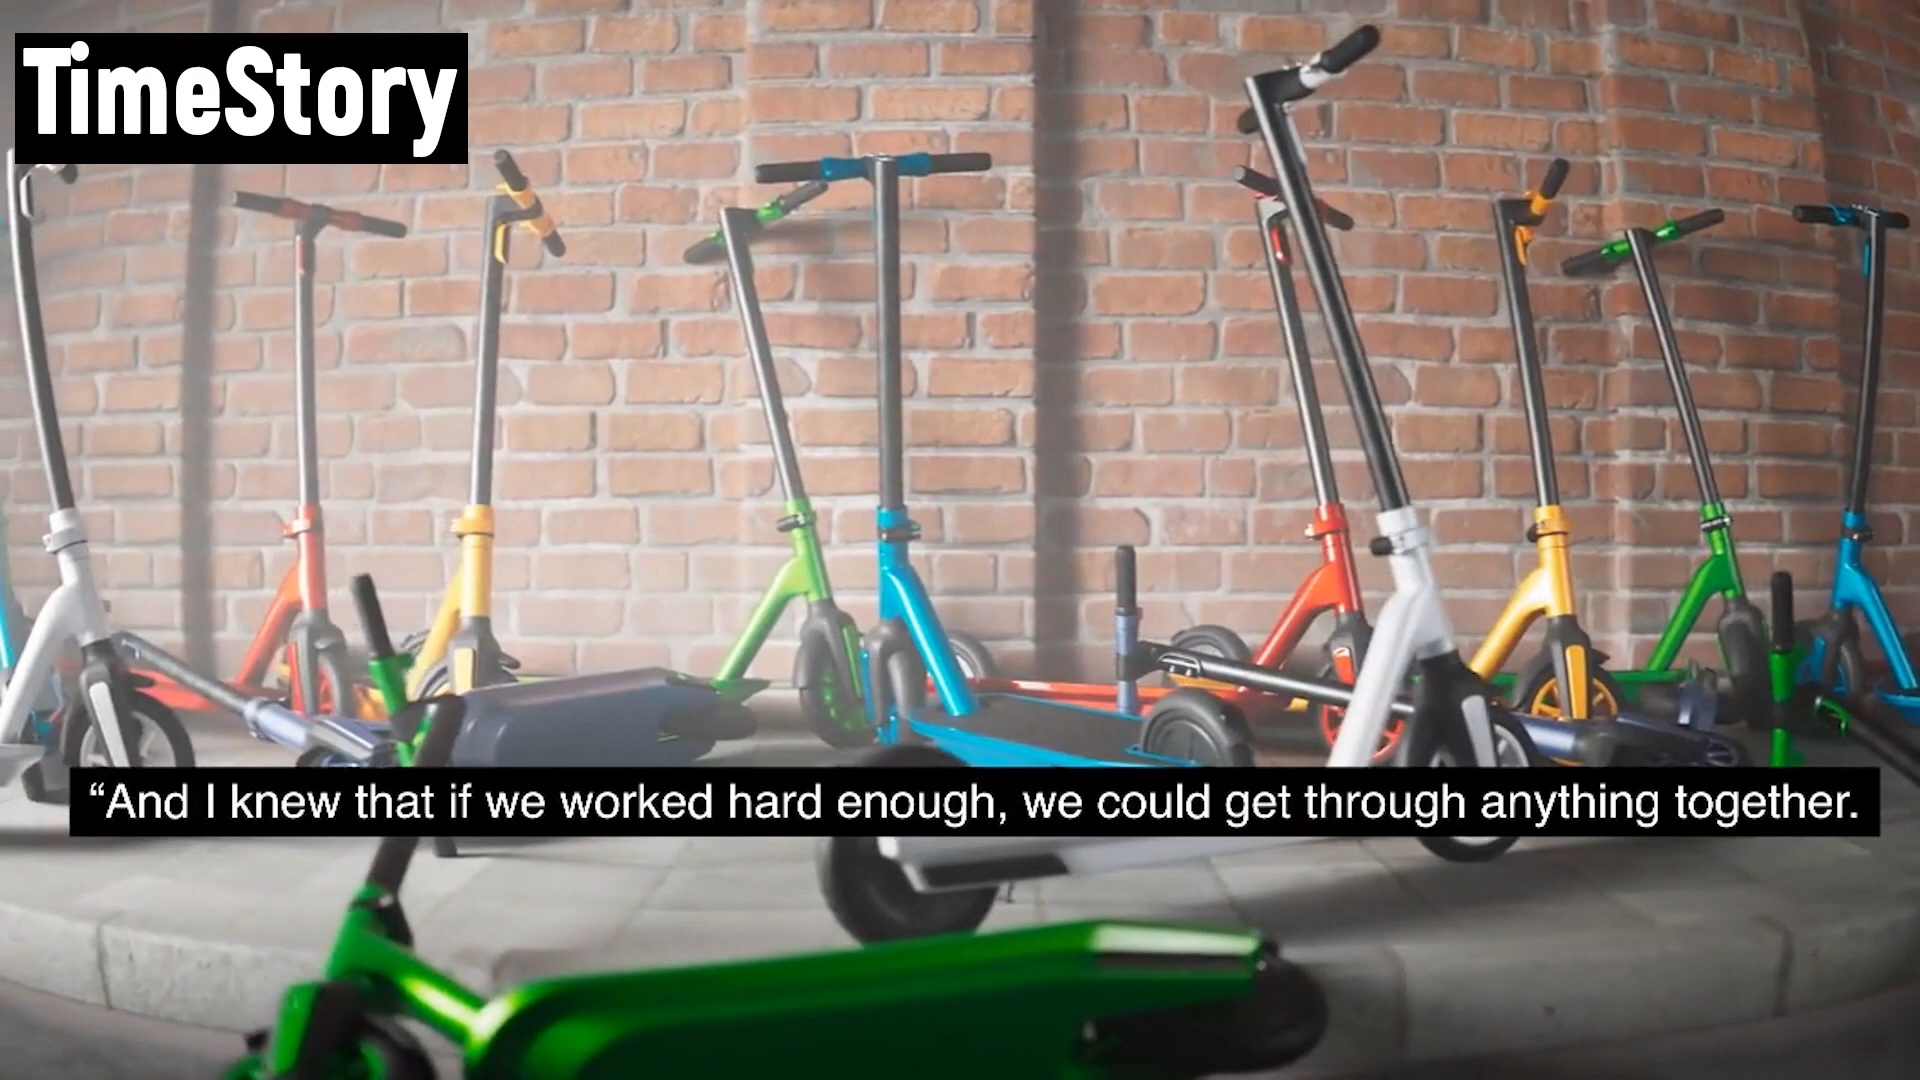 TimeStory
“And I knew that if we worked hard enough, we could get through anything together.